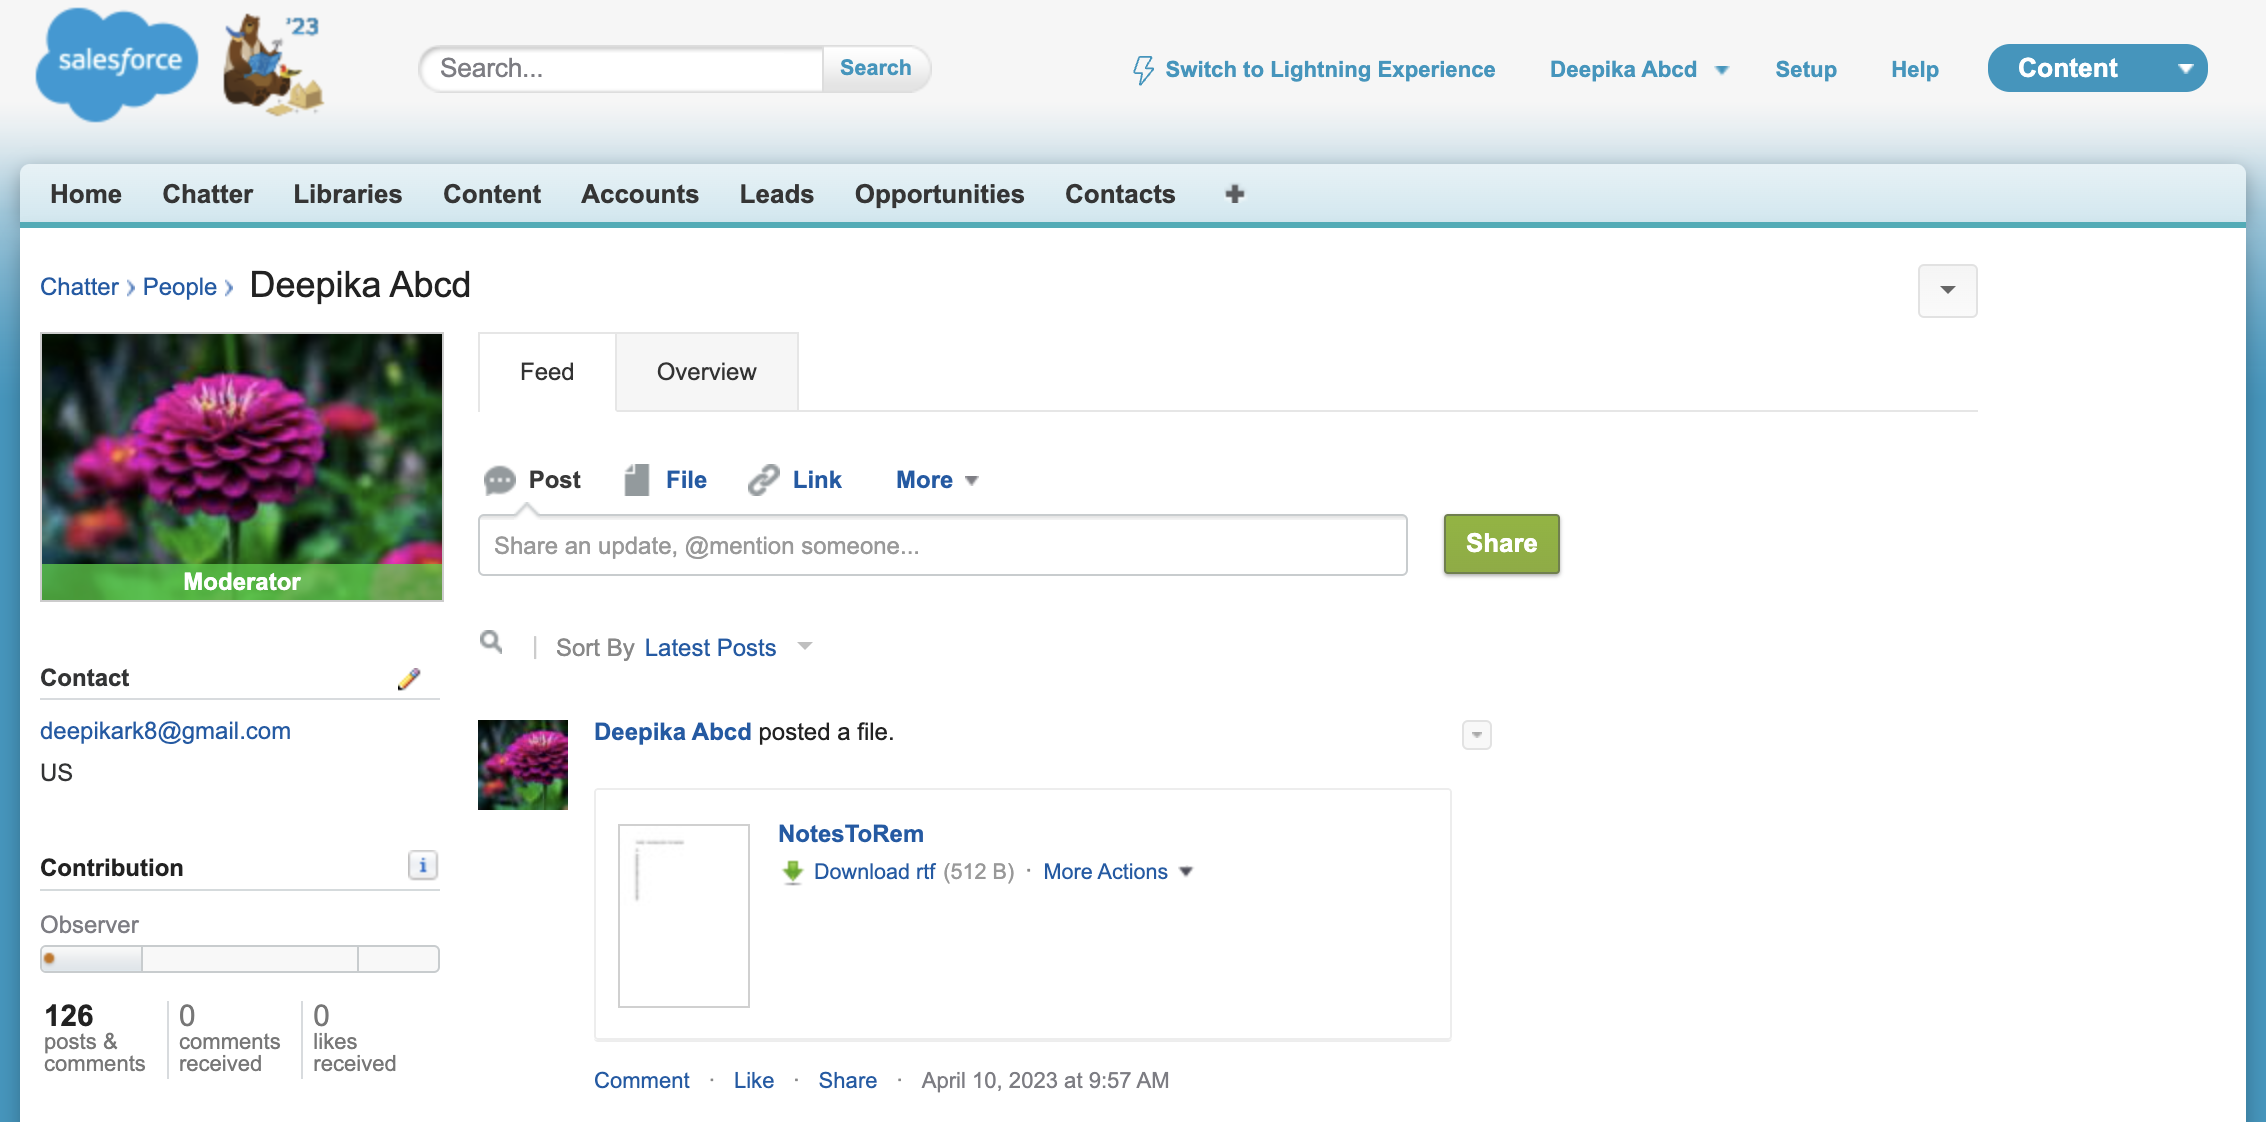 salesforce
'23
Search...
Search
Switch to Lightning Experience
Deepika Abcd
Setup
Help
Content
Home
Chatter
Libraries
Content
Accounts
Leads
Opportunities
Contacts
Chatter
People
Deepika Abcd
Moderator
Contact
deepikark8@gmail.com
US
Contribution
Observer
126
posts &
comments
0
comments
received
0
likes
received
Feed
Overview
Post
File
Link
More
Share an update, @mention someone...
Share
Sort By Latest Posts
Deepika Abcd posted a file.
NotesToRem
Download rtf (512 B) · More Actions
Comment · Like · Share · April 10, 2023 at 9:57 AM